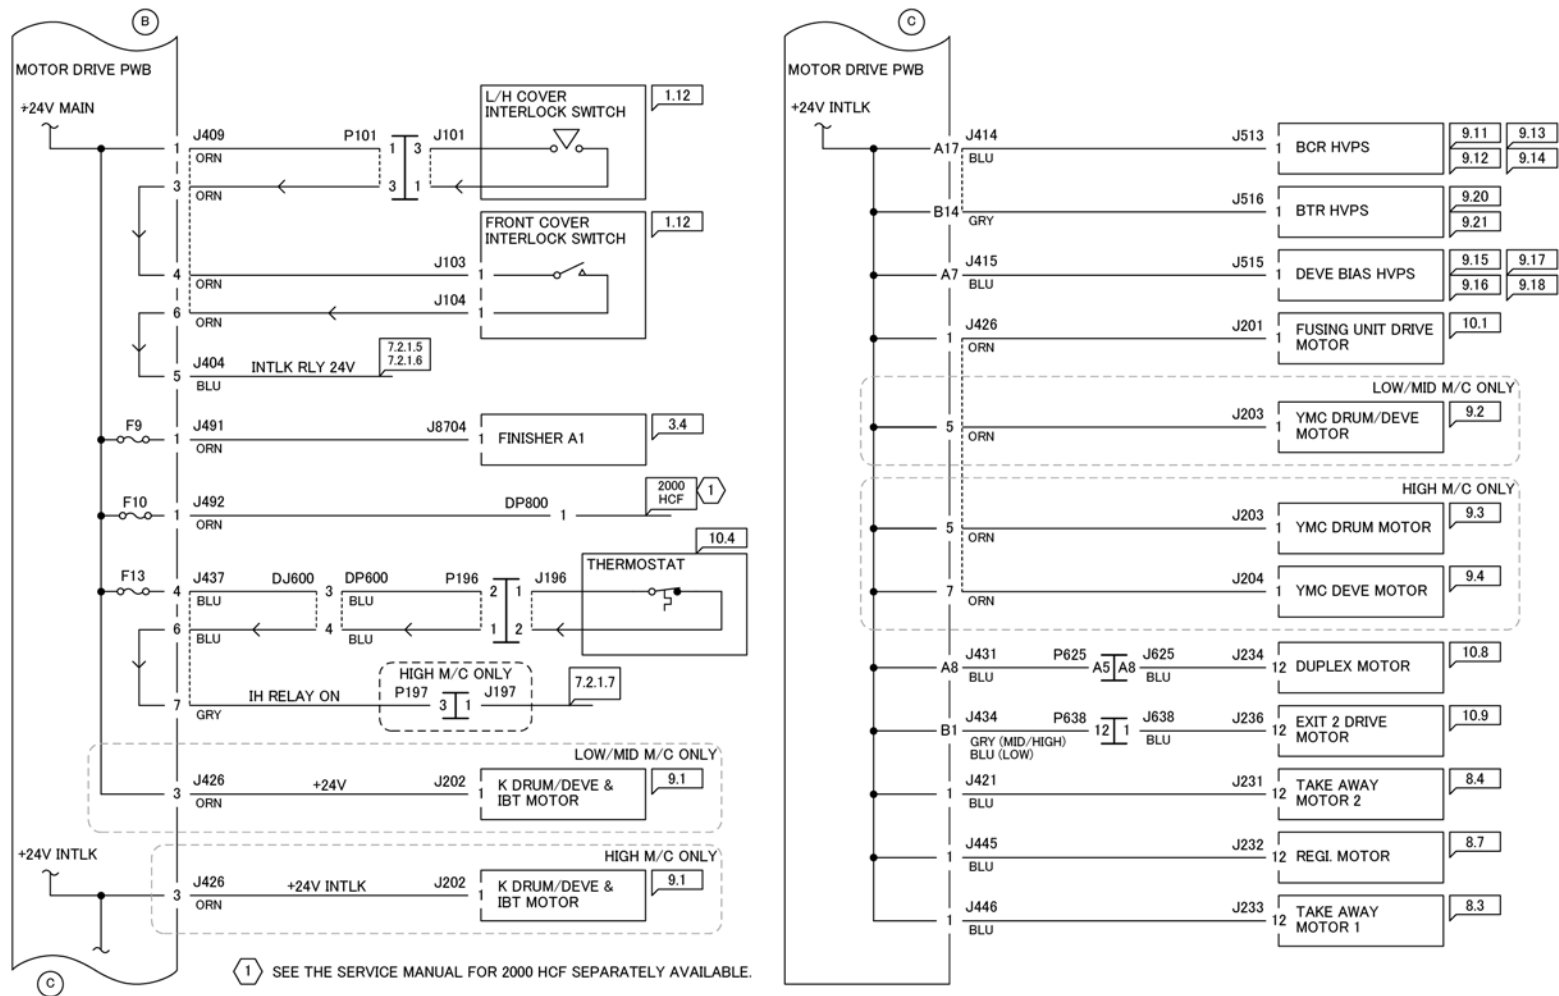 B
MOTOR DRIVE PWB
+24V MAIN
L/H COVER
INTERLOCK SWITCH
1.12
1 J409 P101 1 3 J101
ORN
3 3 1
ORN
FRONT COVER
INTERLOCK SWITCH
1.12
4 J103 1
ORN
6 J104 1
ORN
5 J404 INTLK RLY 24V
BLU
7.2.1.5
7.2.1.6
F9 1 J491 J8704 1 FINISHER A1 3.4
ORN
F10 1 J492 DP800 1
ORN
2000
HCF
1
10.4
THERMOSTAT
F13 4 J437 DJ600 3 DP600 P196 2 1 J196
BLU BLU
6 4 1 2
BLU BLU
HIGH M/C ONLY
7 IH RELAY ON P197 3 1 J197 7.2.1.7
GRY
LOW/MID M/C ONLY
3 J426 +24V J202 1 K DRUM/DEVE &
IBT MOTOR
9.1
ORN
+24V INTLK
HIGH M/C ONLY
3 J426 +24V INTLK J202 1 K DRUM/DEVE &
IBT MOTOR
9.1
ORN
C
1 SEE THE SERVICE MANUAL FOR 2000 HCF SEPARATELY AVAILABLE.
C
MOTOR DRIVE PWB
+24V INTLK
A17 J414 J513 1 BCR HVPS
BLU
9.11 9.13
9.12 9.14
B14 J516 1 BTR HVPS
GRY
9.20
9.21
A7 J415 J515 1 DEVE BIAS HVPS
BLU
9.15 9.17
9.16 9.18
1 J426 J201 1 FUSING UNIT DRIVE
MOTOR
10.1
ORN
LOW/MID M/C ONLY
5 J203 1 YMC DRUM/DEVE
MOTOR
9.2
ORN
HIGH M/C ONLY
5 J203 1 YMC DRUM MOTOR 9.3
ORN
7 J204 1 YMC DEVE MOTOR 9.4
ORN
A8 J431 P625 A5 A8 J625 J234 12 DUPLEX MOTOR 10.8
BLU BLU
B1 J434 P638 12 1 J638 J236 12 EXIT 2 DRIVE
MOTOR
10.9
GRY (MID/HIGH) BLU
BLU (LOW)
1 J421 J231 12 TAKE AWAY
MOTOR 2
8.4
BLU
1 J445 J232 12 REGI. MOTOR 8.7
BLU
1 J446 J233 12 TAKE AWAY
MOTOR 1
8.3
BLU